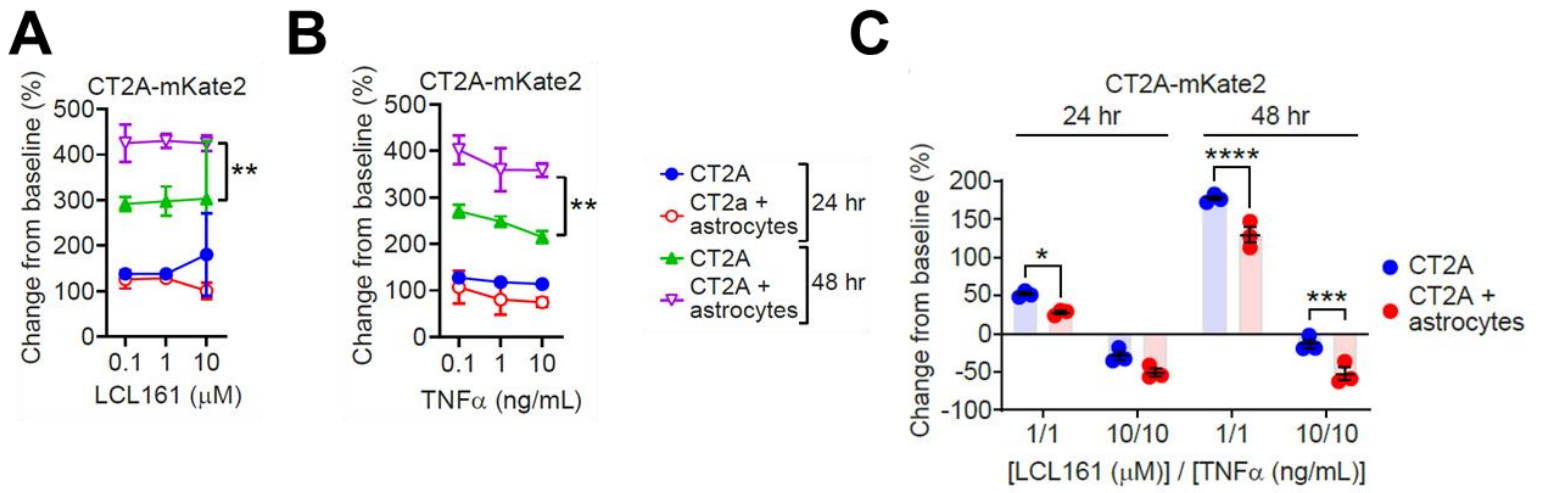 A
CT2A-mKate2
Change from baseline (%)
500
400
300
200
100
0
**
0.1 1 10
LCL161 (μM)
B
CT2A-mKate2
Change from baseline (%)
500
400
300
200
100
0
**
0.1 1 10
TNFα (ng/mL)
CT2A
CT2a +
astrocytes
24 hr
CT2A
CT2A +
astrocytes
48 hr
C
CT2A-mKate2
24 hr 48 hr
Change from baseline (%)
200
150
100
50
0
-50
-100
*
****
***
1/1 10/10 1/1 10/10
[LCL161 (μM)] / [TNFα (ng/mL)]
CT2A
CT2A +
astrocytes